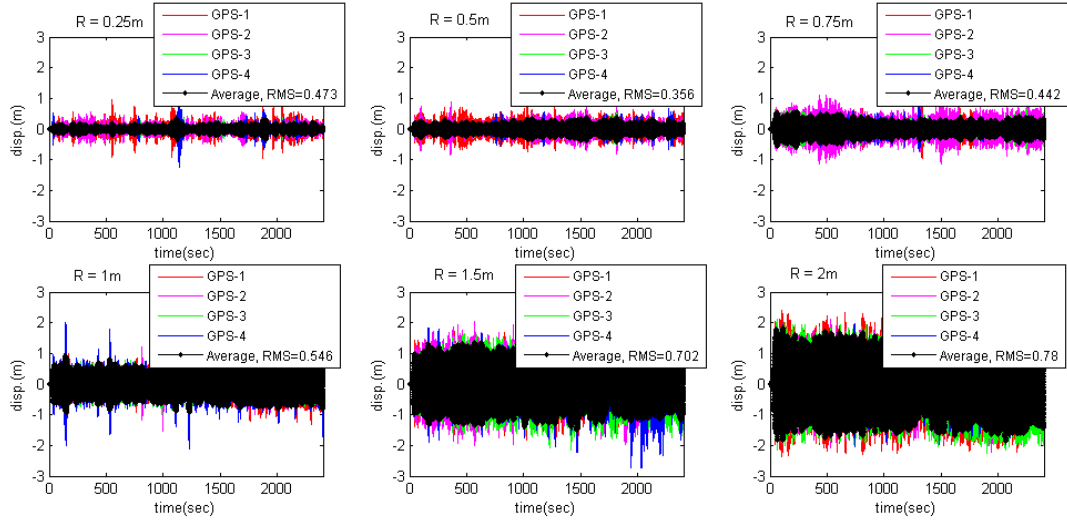 R = 0.25m
GPS-1
GPS-2
GPS-3
GPS-4
Average, RMS=0.473
3
2
1
0
-1
-2
-3
disp.(m)
0 500 1000 1500 2000
time(sec)
R = 0.5m
GPS-1
GPS-2
GPS-3
GPS-4
Average, RMS=0.356
3
2
1
0
-1
-2
-3
disp.(m)
0 500 1000 1500 2000
time(sec)
R = 0.75m
GPS-1
GPS-2
GPS-3
GPS-4
Average, RMS=0.442
3
2
1
0
-1
-2
-3
disp.(m)
0 500 1000 1500 2000
time(sec)
R = 1m
GPS-1
GPS-2
GPS-3
GPS-4
Average, RMS=0.546
3
2
1
0
-1
-2
-3
disp.(m)
0 500 1000 1500 2000
time(sec)
R = 1.5m
GPS-1
GPS-2
GPS-3
GPS-4
Average, RMS=0.702
3
2
1
0
-1
-2
-3
disp.(m)
0 500 1000 1500 2000
time(sec)
R = 2m
GPS-1
GPS-2
GPS-3
GPS-4
Average, RMS=0.78
3
2
1
0
-1
-2
-3
disp.(m)
0 500 1000 1500 2000
time(sec)